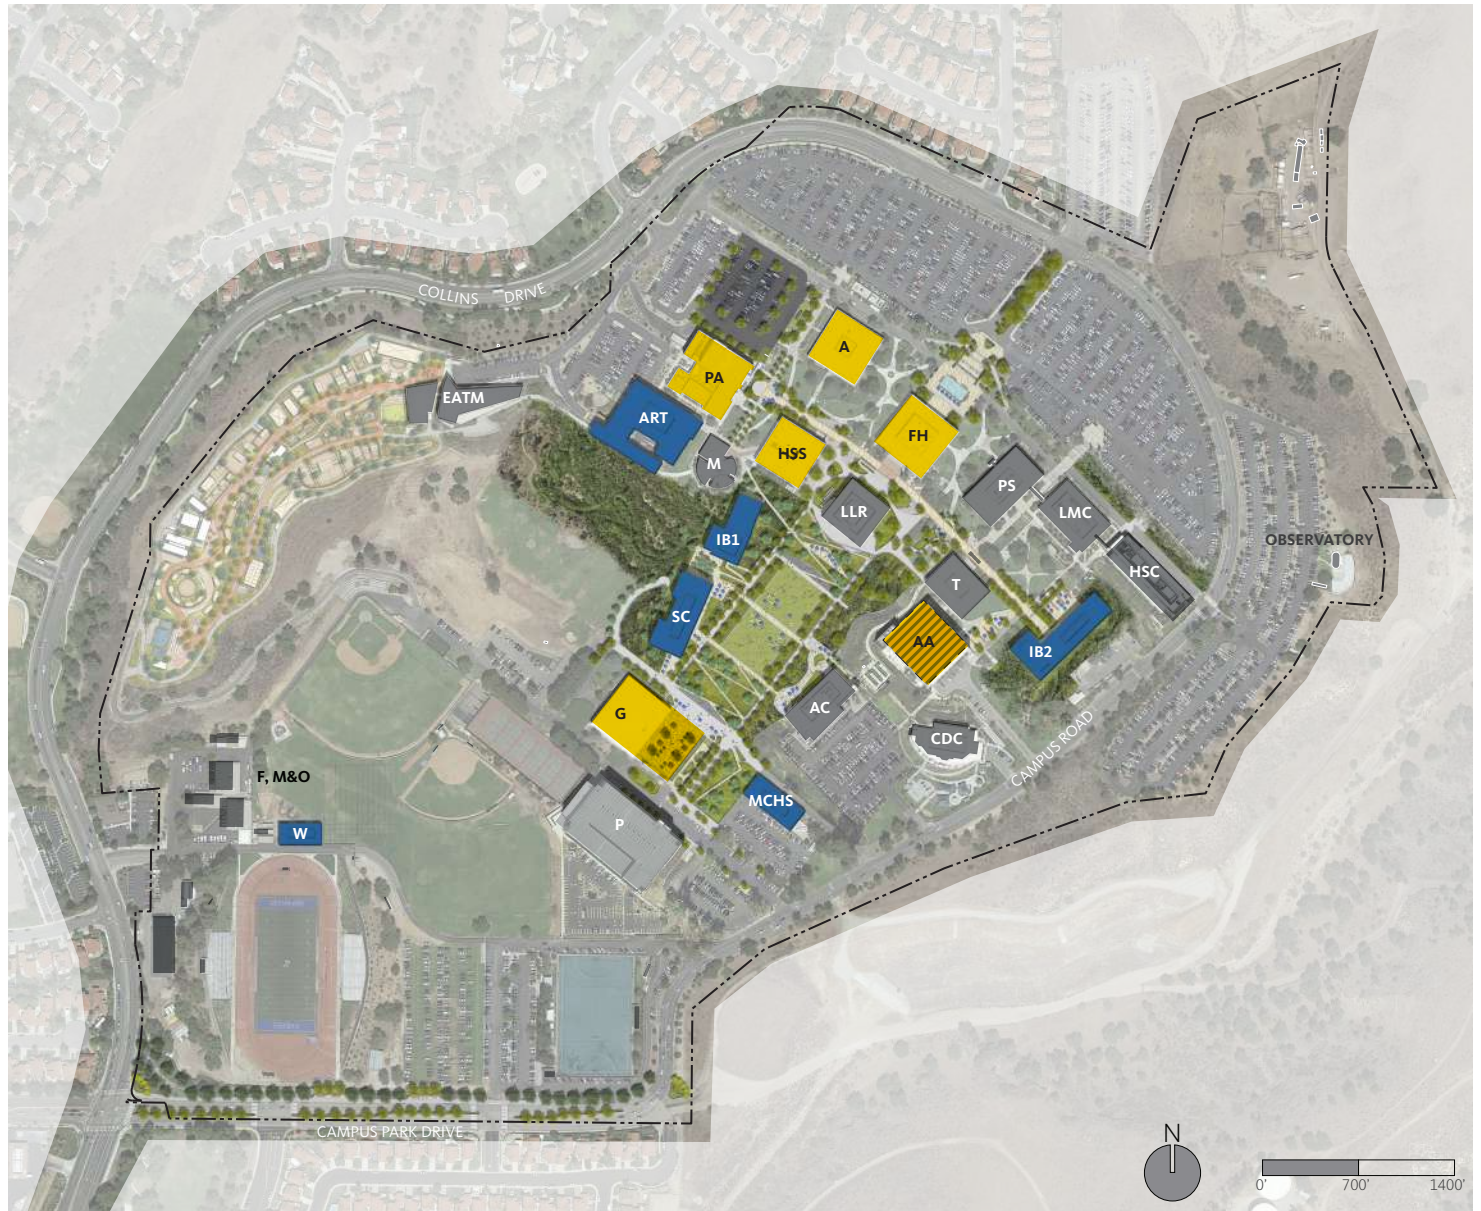 COLLINS DRIVE
A
PA
EATM
ART
FH
HSS
M
PS
LLR
LMC
IB1
OBSERVATORY
HSC
T
SC
AA
IB2
AC
G
CDC
CAMPUS ROAD
F, M&O
MCHS
P
W
CAMPUS PARK DRIVE
N
0' 700' 1400'